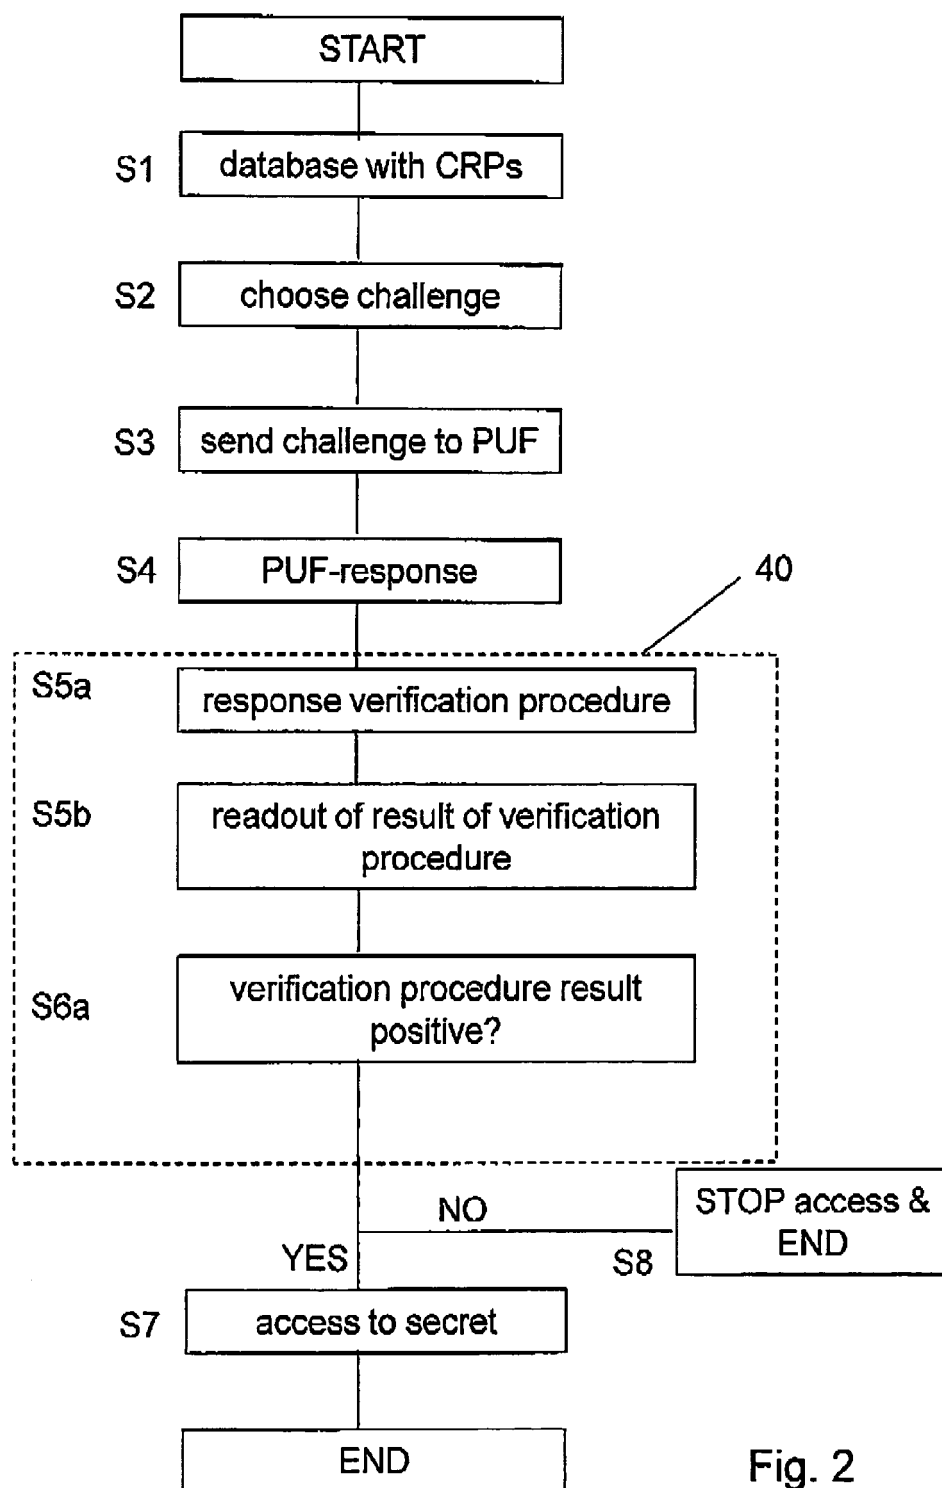 START
S1 database with CRPs
S2 choose challenge
S3 send challenge to PUF
S4 PUF-response
40
S5a response verification procedure
S5b readout of result of verification
procedure
S6a verification procedure result
positive?
NO
STOP access &
END
YES
S8
S7 access to secret
END
Fig. 2